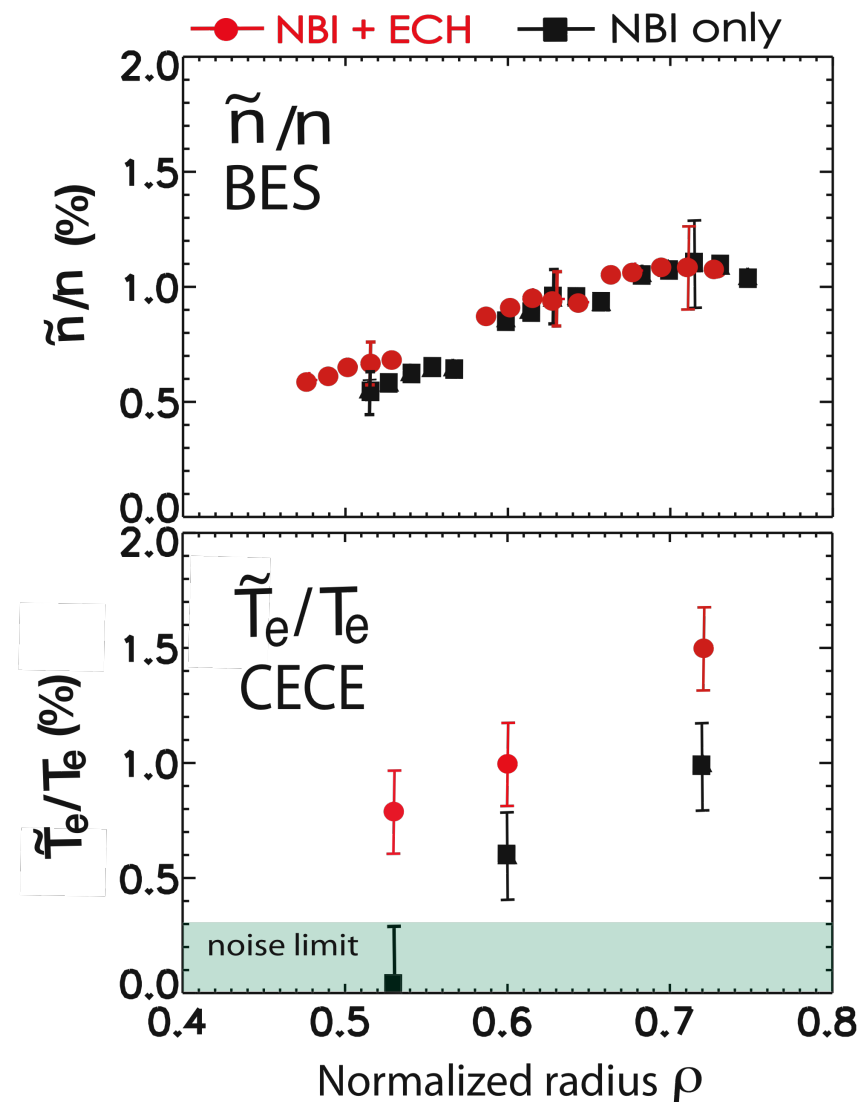 NBI + ECH NBI only
2.0
ñ/n
BES
1.5
ñ/n (%)
1.0
0.5
0.0
2.0
T̃e/Te
CECE
1.5
T̃e/Te (%)
1.0
0.5
noise limit
0.0
0.4 0.5 0.6 0.7 0.8
Normalized radius ρ